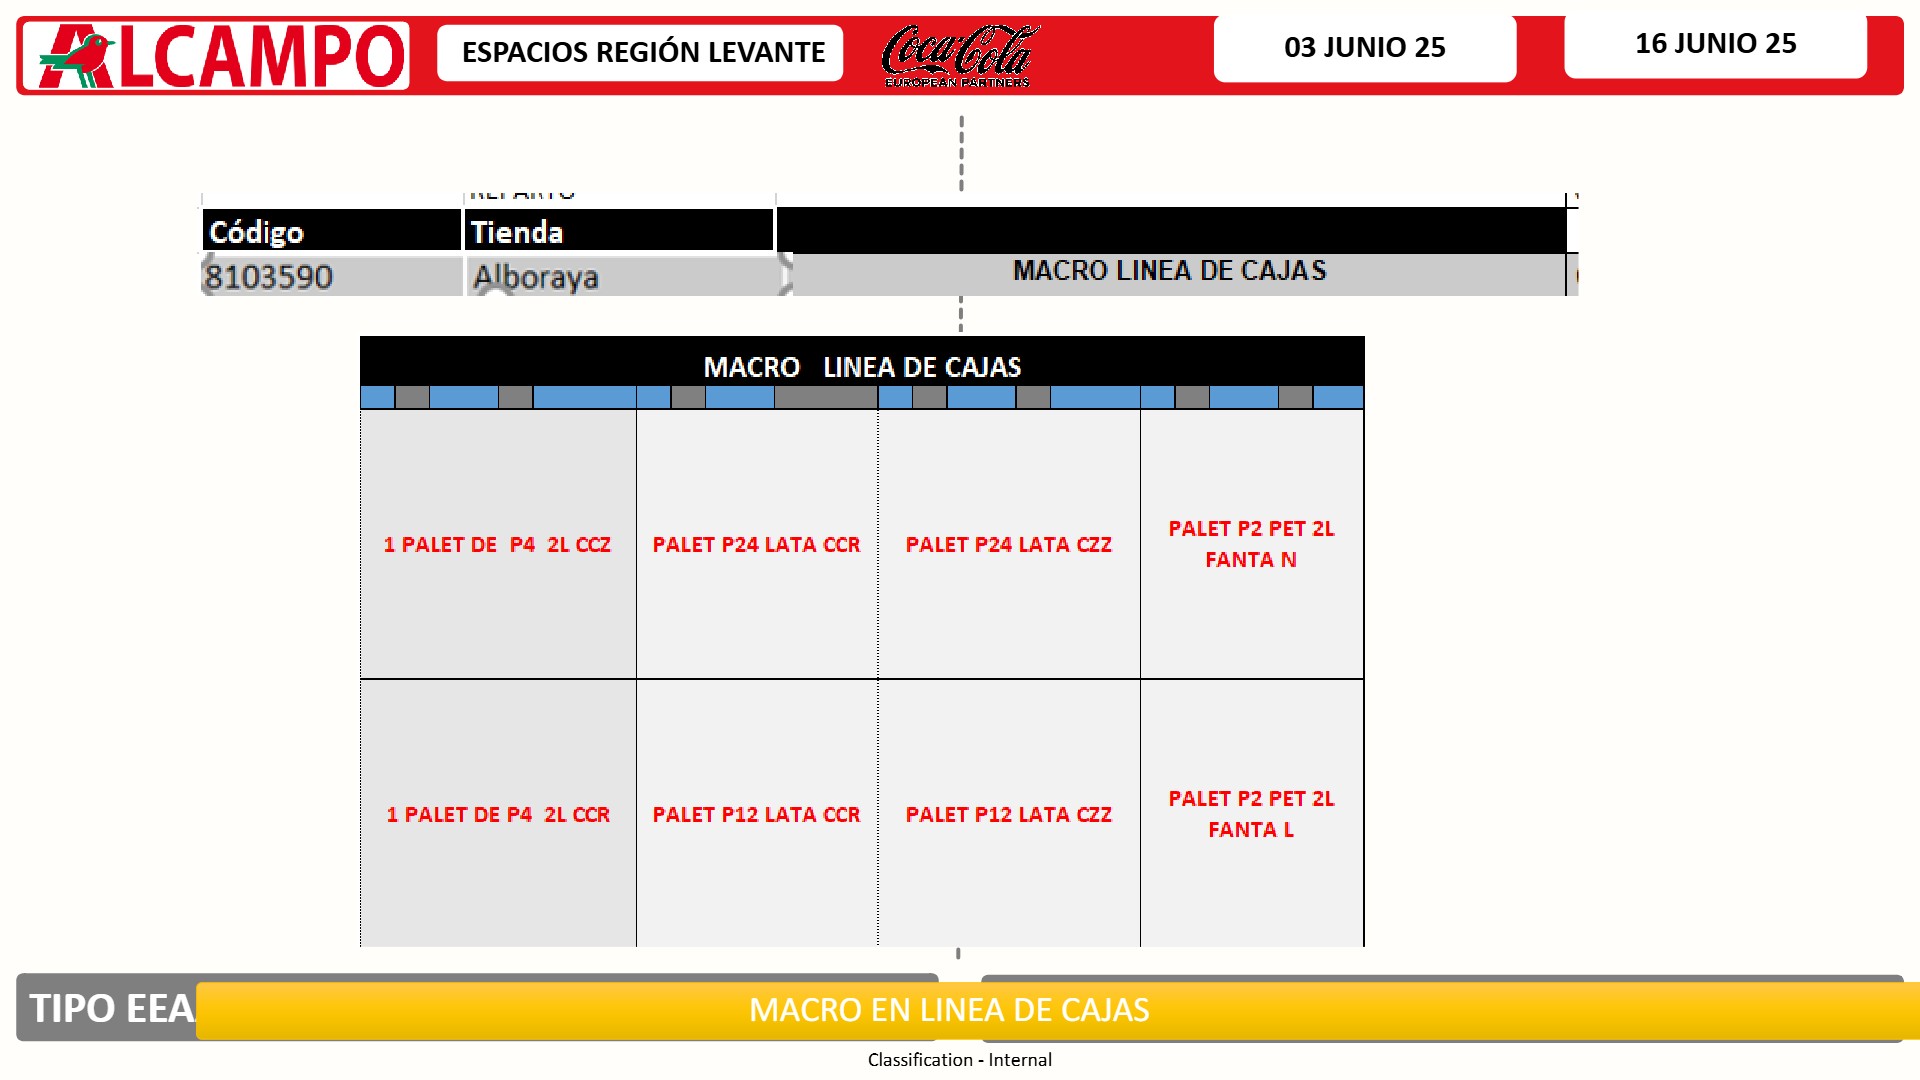 ALCAMPO
ESPACIOS REGIÓN LEVANTE
Coca-Cola
EUROPEAN PARTNERS
03 JUNIO 25
16 JUNIO 25
Código
Tienda
8103590
Alboraya
MACRO LINEA DE CAJAS
MACRO LINEA DE CAJAS
1 PALET DE P4 2L CCZ
PALET P24 LATA CCR
PALET P24 LATA CZZ
PALET P2 PET 2L
FANTA N
1 PALET DE P4 2L CCR
PALET P12 LATA CCR
PALET P12 LATA CZZ
PALET P2 PET 2L
FANTA L
TIPO EEA
MACRO EN LINEA DE CAJAS
Classification - Internal